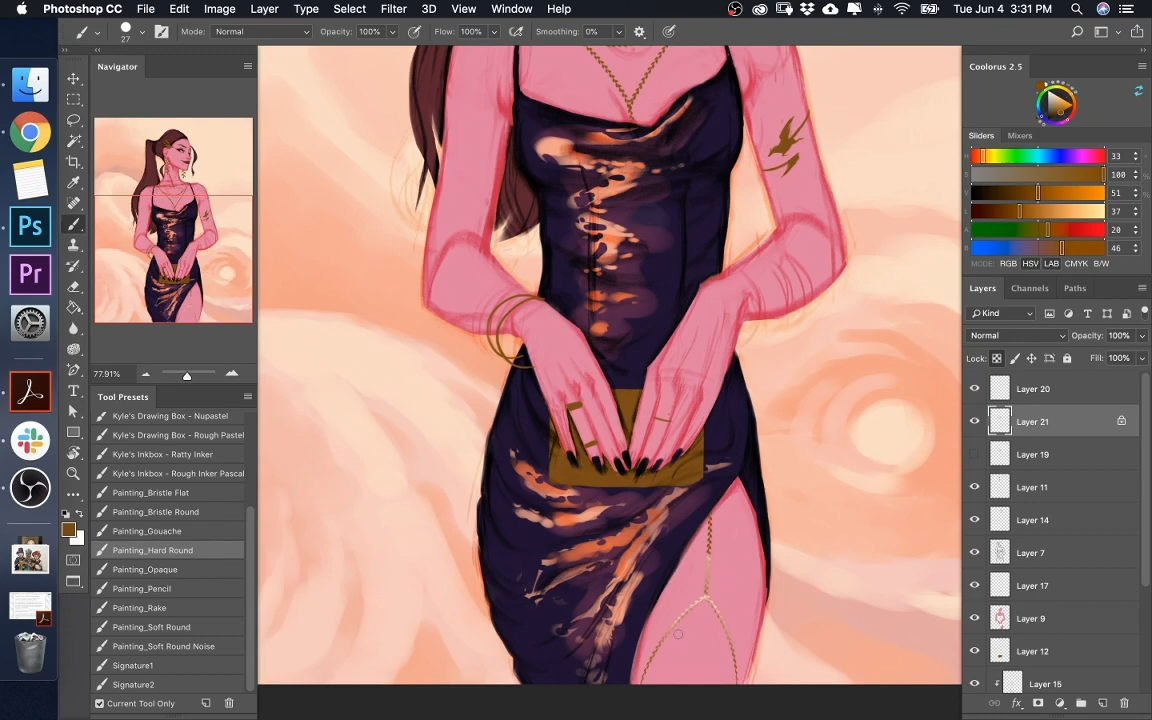 Photoshop CC File Edit Image Layer Type Select Filter 3D View Window Help Tue Jun 4 3:31 PM
27 Mode: Normal Opacity: 100% Flow: 100% Smoothing: 0%
Navigator
77.91%
Tool Presets
Kyle's Drawing Box - Nupastel
Kyle's Drawing Box - Rough Pastel
Kyle's Inkbox - Ratty Inker
Kyle's Inkbox - Rough Inker Pascal
Painting_Bristle Flat
Painting_Bristle Round
Painting_Gouache
Painting_Hard Round
Painting_Opaque
Painting_Pencil
Painting_Rake
Painting_Soft Round
Painting_Soft Round Noise
Signature1
Signature2
Current Tool Only
Ps
Pr
T
Coolorus 2.5
Sliders Mixers
H 33
S 100 %
V 51 %
L 37
A 20
B 46
MODE: RGB HSV LAB CMYK B/W
Layers Channels Paths
Kind
Normal Opacity: 100%
Lock: Fill: 100%
Layer 20
Layer 21
Layer 19
Layer 11
Layer 14
Layer 7
Layer 17
Layer 9
Layer 12
Layer 15
fx